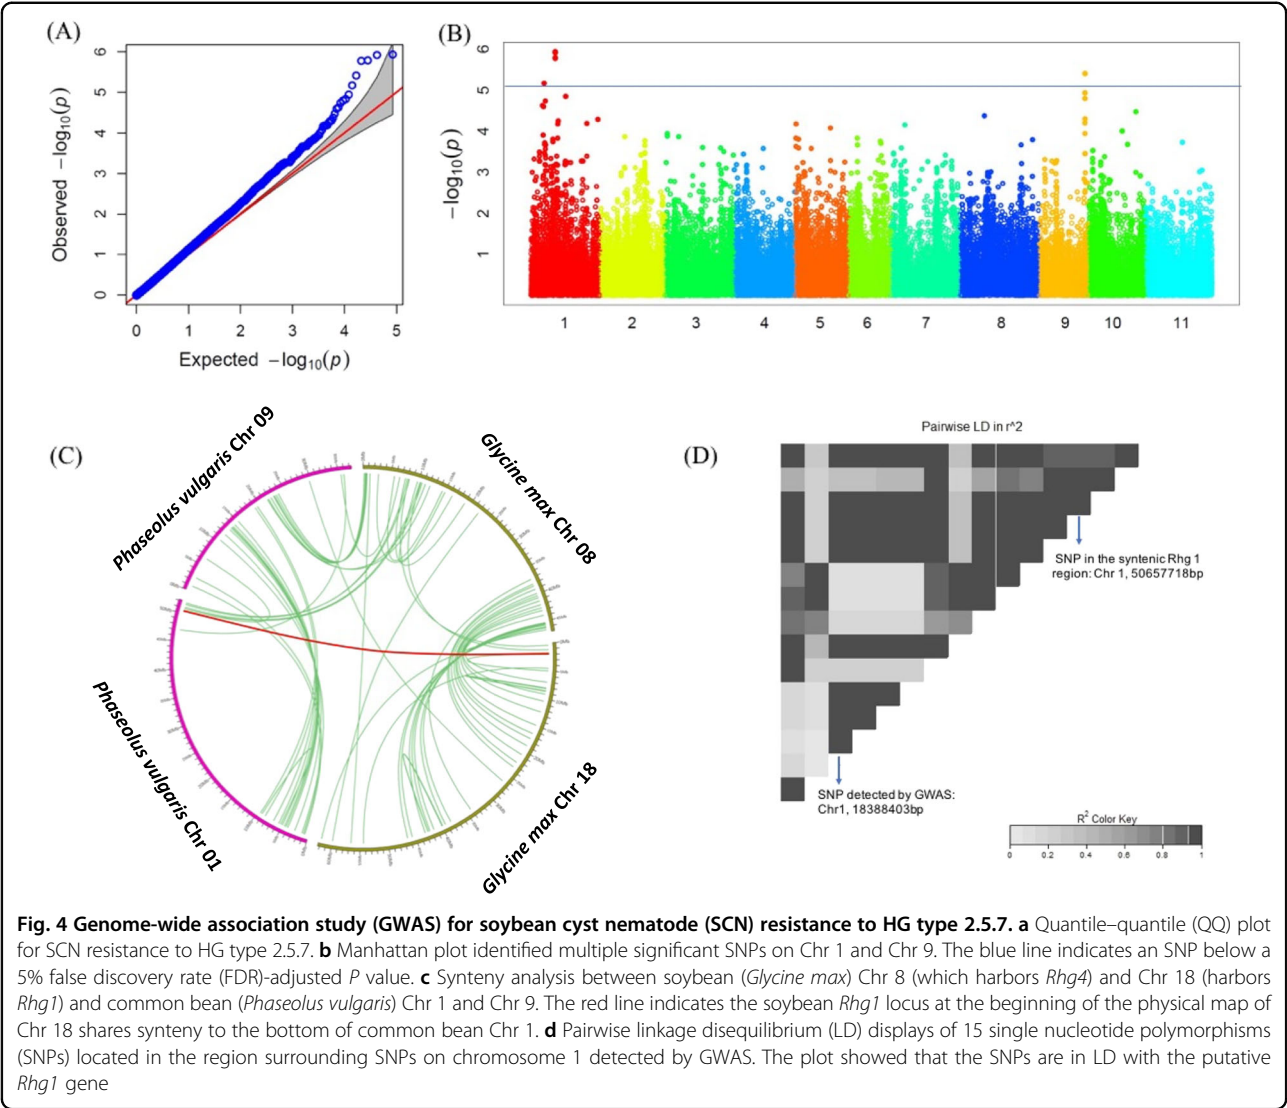 (A)
Observed −log10(p)
6
5
4
3
2
1
0
0 1 2 3 4 5
Expected −log10(p)
(B)
−log10(p)
6
5
4
3
2
1
1 2 3 4 5 6 7 8 9 10 11
(C)
Phaseolus vulgaris Chr 09
Glycine max Chr 08
Phaseolus vulgaris Chr 01
Glycine max Chr 18
(D)
Pairwise LD in r^2
SNP in the syntenic Rhg 1
region: Chr 1, 50657718bp
SNP detected by GWAS:
Chr1, 18388403bp
R2 Color Key
0 0.2 0.4 0.6 0.8 1
Fig. 4 Genome-wide association study (GWAS) for soybean cyst nematode (SCN) resistance to HG type 2.5.7. a Quantile–quantile (QQ) plot
for SCN resistance to HG type 2.5.7. b Manhattan plot identified multiple significant SNPs on Chr 1 and Chr 9. The blue line indicates an SNP below a
5% false discovery rate (FDR)-adjusted P value. c Synteny analysis between soybean (Glycine max) Chr 8 (which harbors Rhg4) and Chr 18 (harbors
Rhg1) and common bean (Phaseolus vulgaris) Chr 1 and Chr 9. The red line indicates the soybean Rhg1 locus at the beginning of the physical map of
Chr 18 shares synteny to the bottom of common bean Chr 1. d Pairwise linkage disequilibrium (LD) displays of 15 single nucleotide polymorphisms
(SNPs) located in the region surrounding SNPs on chromosome 1 detected by GWAS. The plot showed that the SNPs are in LD with the putative
Rhg1 gene